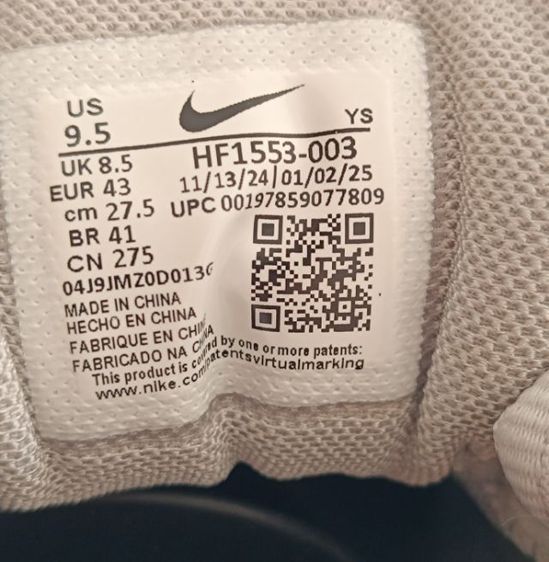 US
9.5
YS
UK 8.5
HF1553-003
EUR 43
11/13/24|01/02/25
cm 27.5
UPC 00197859077809
BR 41
CN 275
04J9JMZ0D013G
MADE IN CHINA
HECHO EN CHINA
FABRIQUE EN CHINA
FABRICADO NA CHINA
This product is covered by one or more patents:
www.nike.com/patentsvirtualmarking